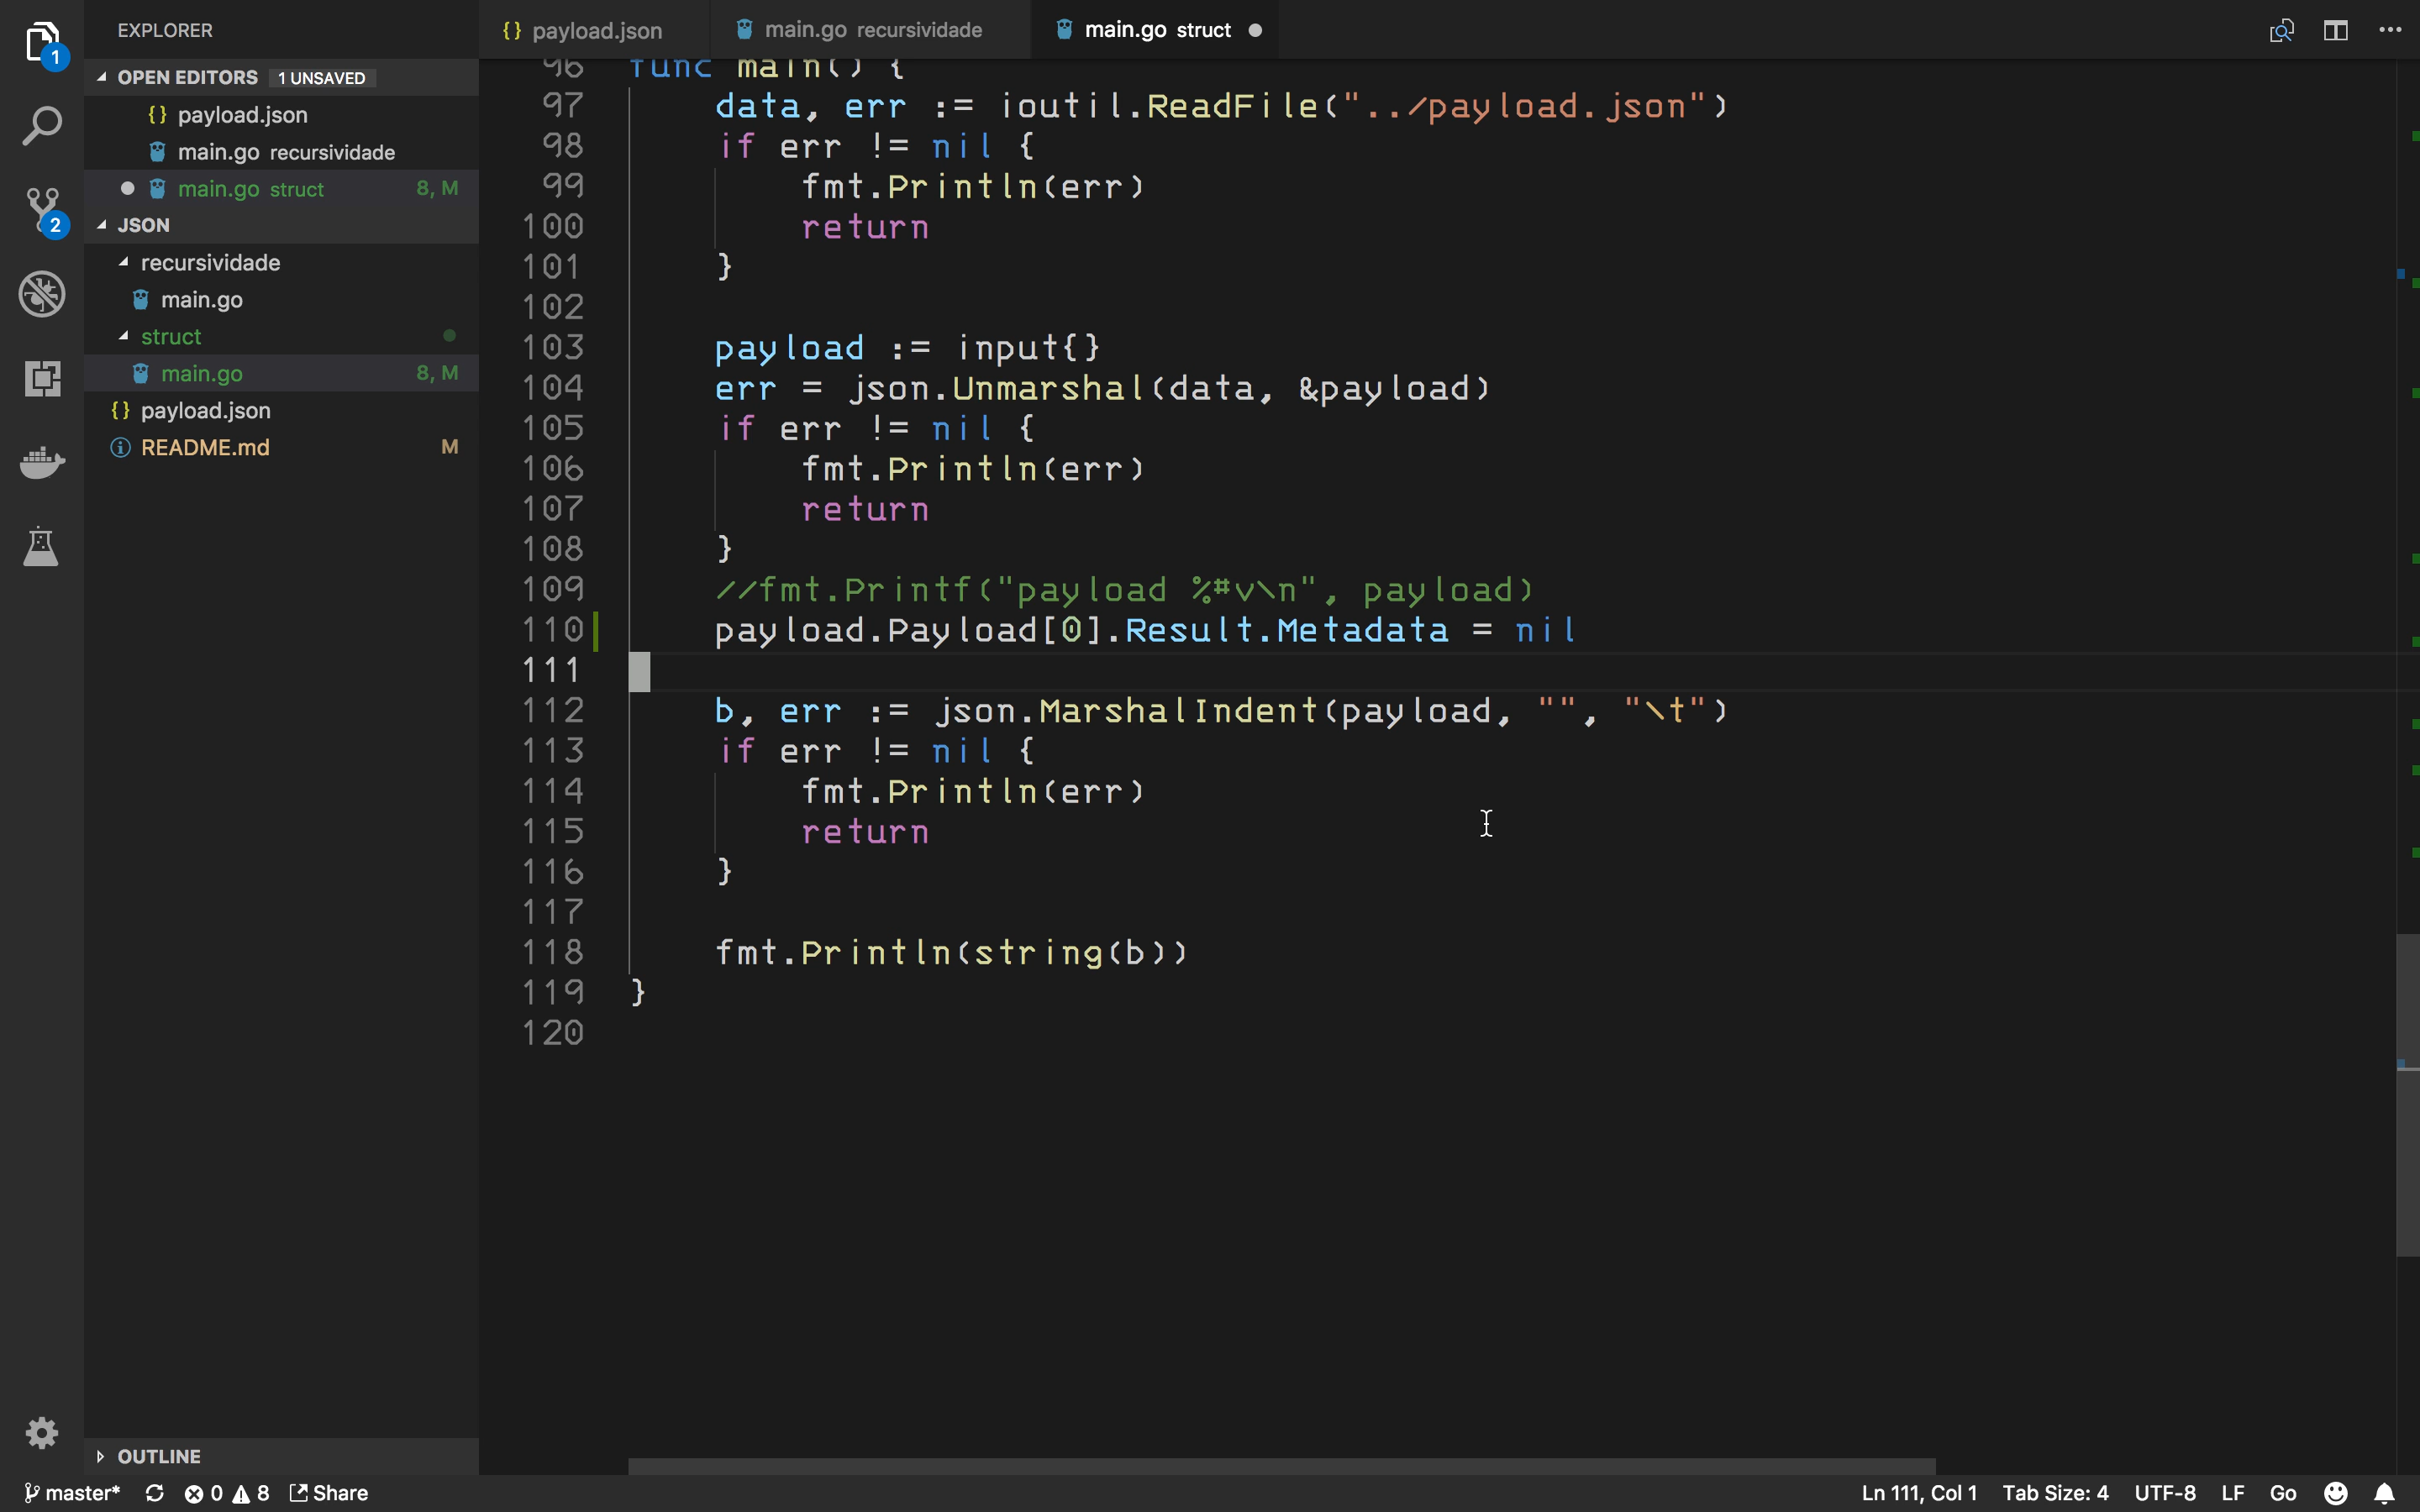 EXPLORER
OPEN EDITORS 1 UNSAVED
payload.json
main.go recursividade
main.go struct 8, M
JSON
recursividade
main.go
struct
main.go 8, M
payload.json
README.md M
OUTLINE
1
2
payload.json main.go recursividade main.go struct
96 func main() {
97 data, err := ioutil.ReadFile("../payload.json")
98 if err != nil {
99 fmt.Println(err)
100 return
101 }
102
103 payload := input{}
104 err = json.Unmarshal(data, &payload)
105 if err != nil {
106 fmt.Println(err)
107 return
108 }
109 //fmt.Printf("payload %#v\n", payload)
110 payload.Payload[0].Result.Metadata = nil
111
112 b, err := json.MarshalIndent(payload, "", "\t")
113 if err != nil {
114 fmt.Println(err)
115 return
116 }
117
118 fmt.Println(string(b))
119 }
120
master* 0 8 Share Ln 111, Col 1 Tab Size: 4 UTF-8 LF Go